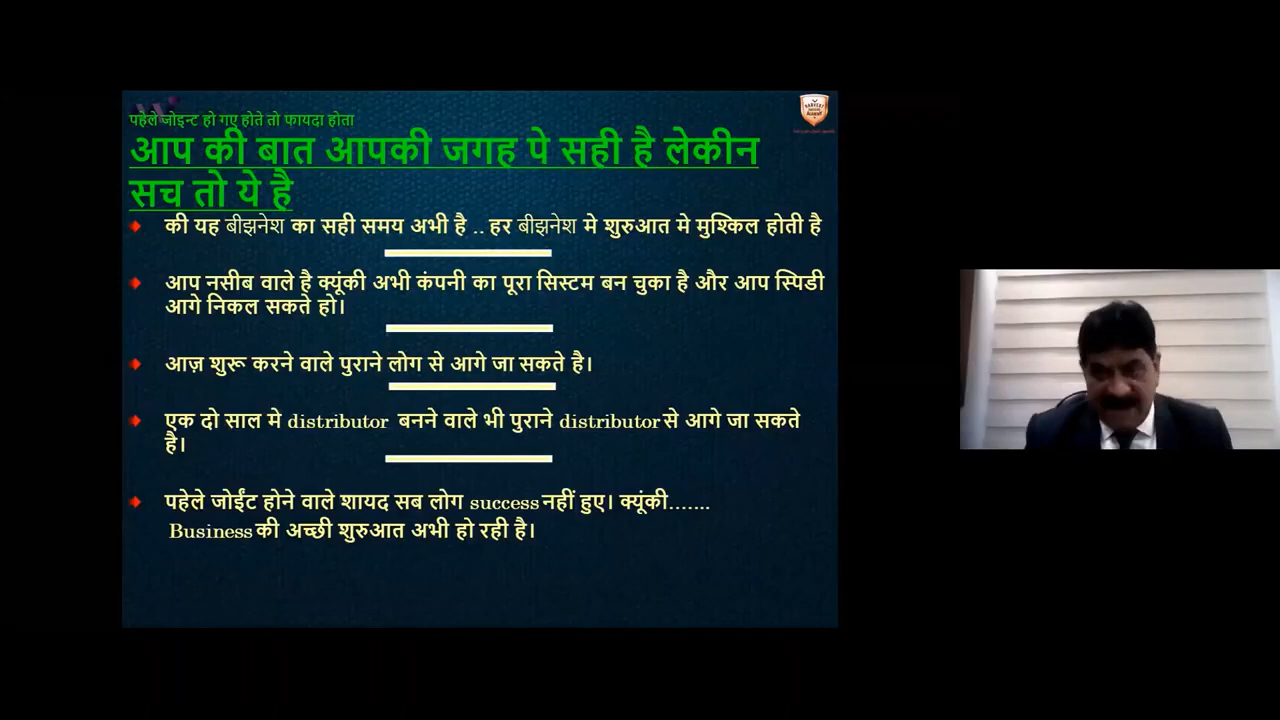 पहेले जोइन्ट हो गए होते तो फायदा होता
HARVEST
आप की बात आपकी जगह पे सही है लेकीन
सच तो ये है
की यह बीझनेश का सही समय अभी है .. हर बीझनेश मे शुरुआत मे मुश्किल होती है
आप नसीब वाले है क्यूंकी अभी कंपनी का पूरा सिस्टम बन चुका है और आप स्पिडी
आगे निकल सकते हो।
आज़ शुरू करने वाले पुराने लोग से आगे जा सकते है।
एक दो साल मे distributor बनने वाले भी पुराने distributor से आगे जा सकते
है।
पहेले जोईंट होने वाले शायद सब लोग success नहीं हुए। क्यूंकी.......
Business की अच्छी शुरुआत अभी हो रही है।